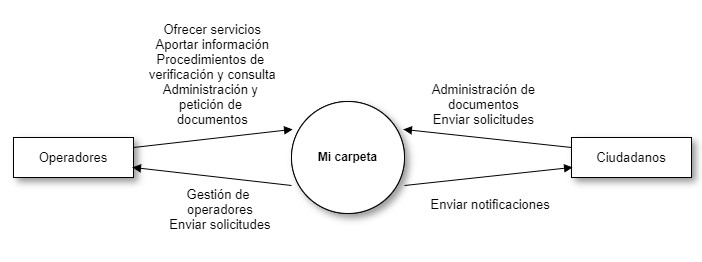 Ofrecer servicios
Aportar información
Procedimientos de
verificación y consulta
Administración y
petición de
documentos
Administración de
documentos
Enviar solicitudes
Operadores
Mi carpeta
Ciudadanos
Gestión de
operadores
Enviar solicitudes
Enviar notificaciones